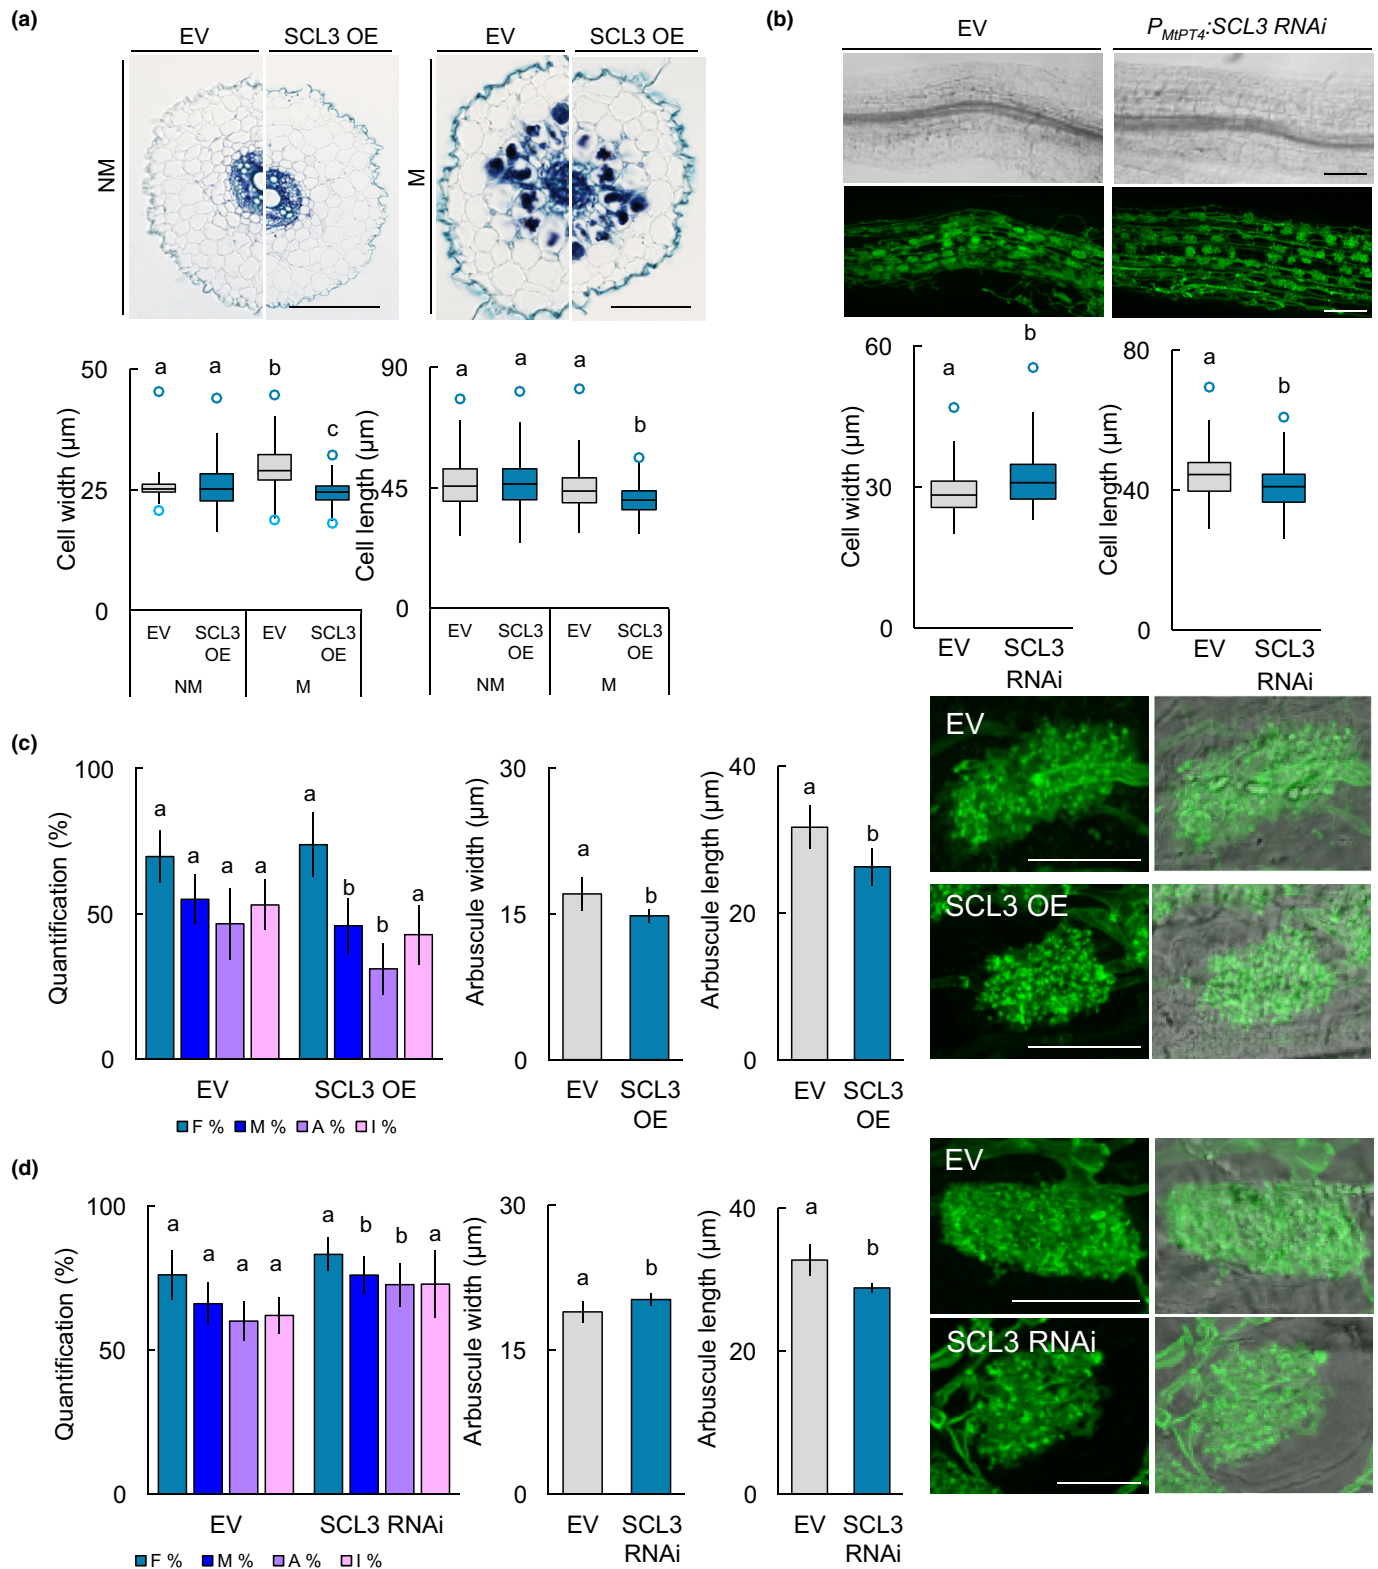 (a)
EV SCL3 OE EV SCL3 OE
NM
M
50
25
0
Cell width (µm)
a a b c
EV SCL3 OE EV SCL3 OE
NM M
90
45
0
Cell length (µm)
a a a b
EV SCL3 OE EV SCL3 OE
NM M
(b)
EV PMtPT4:SCL3 RNAi
60
30
0
Cell width (µm)
a b
EV SCL3
RNAi
80
40
0
Cell length (µm)
a b
EV SCL3
RNAi
(c)
100
50
0
Quantification (%)
a a a a a b b a
EV SCL3 OE
F % M % A % I %
30
15
0
Arbuscule width (µm)
a b
EV SCL3
OE
40
20
0
Arbuscule length (µm)
a b
EV SCL3
OE
EV
SCL3 OE
(d)
100
50
0
Quantification (%)
a a a a a b b a
EV SCL3 RNAi
F % M % A % I %
30
15
0
Arbuscule width (µm)
a b
EV SCL3
RNAi
40
20
0
Arbuscule length (µm)
a b
EV SCL3
RNAi
EV
SCL3 RNAi